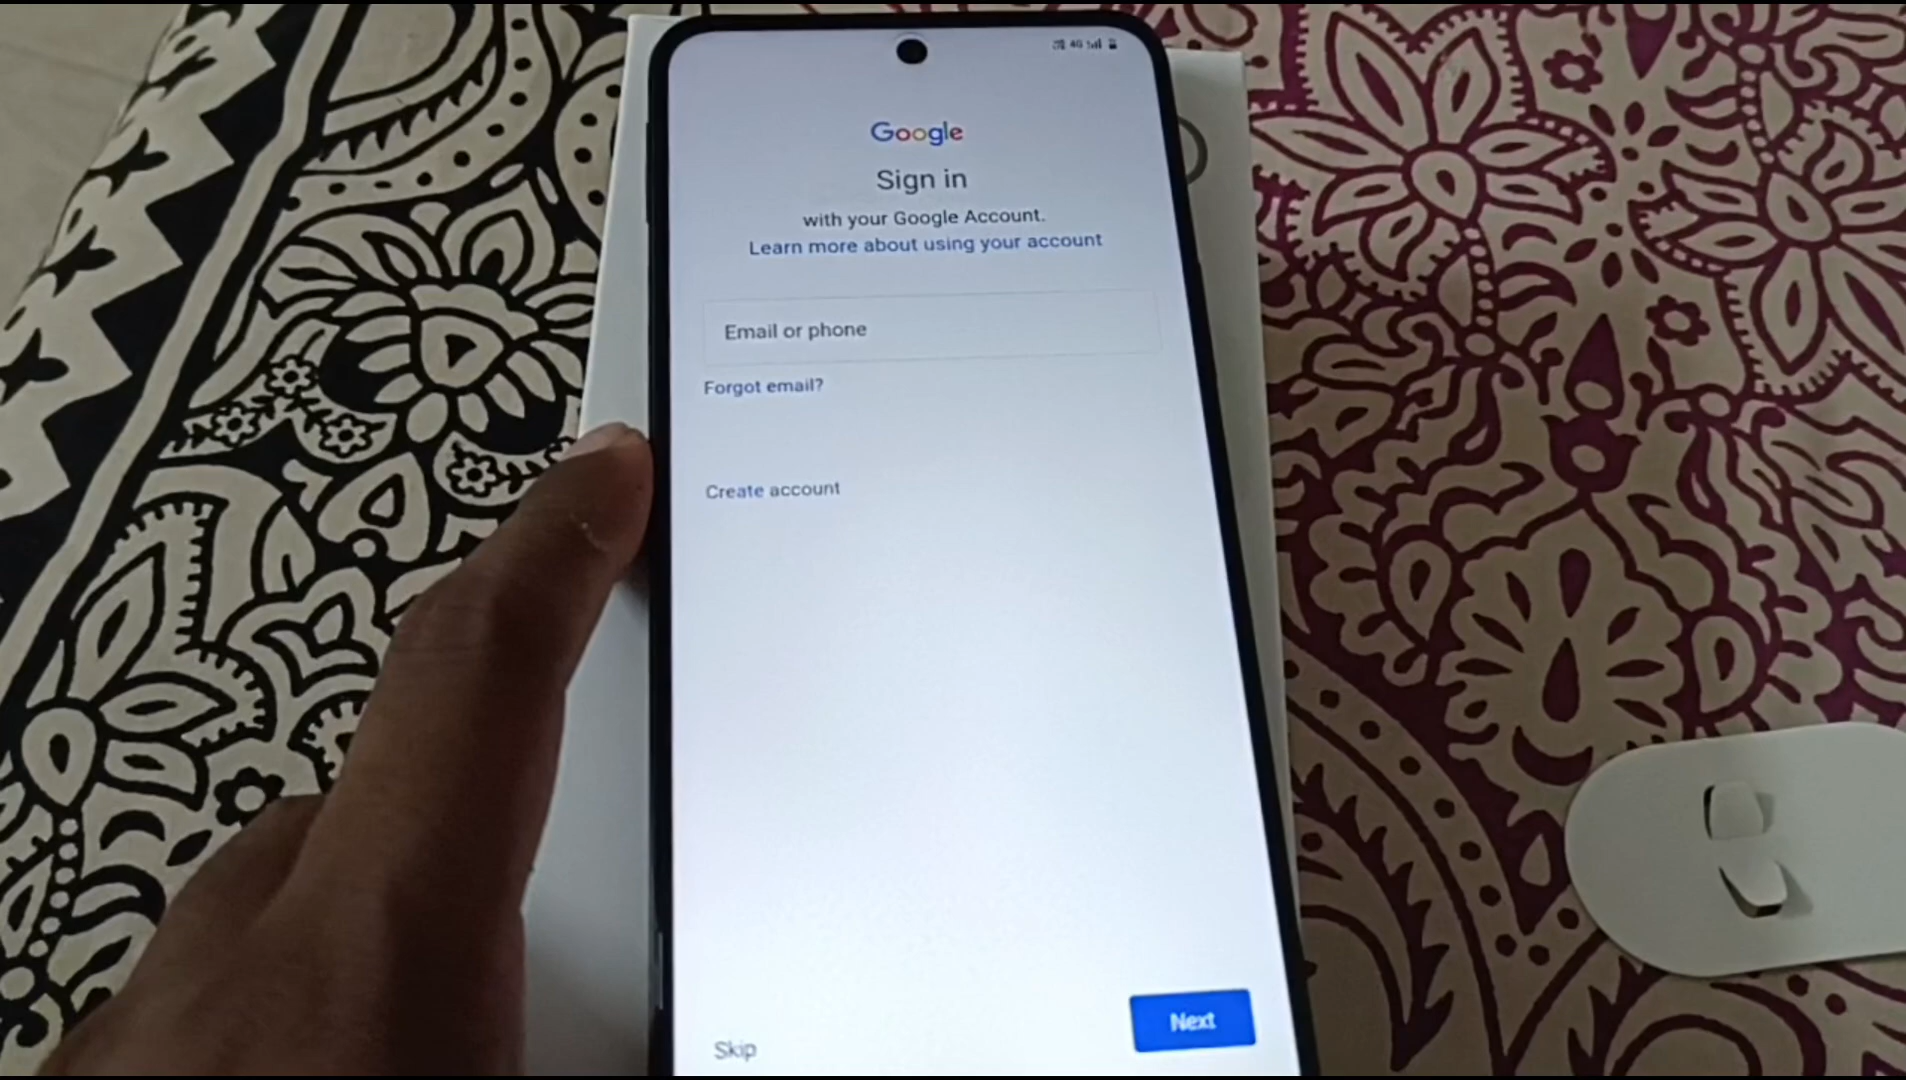 4G
Google
Sign in
with your Google Account.
Learn more about using your account
Email or phone
Forgot email?
Create account
Next
Skip